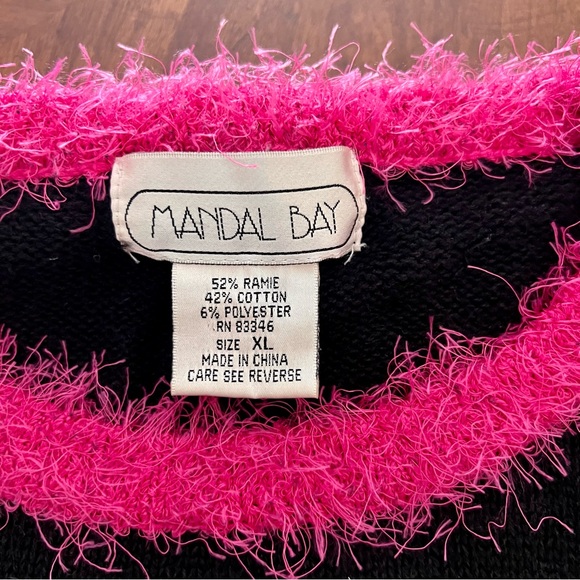 MANDAL BAY
52% RAMIE
42% COTTON
6% POLYESTER
RN 83346
SIZE XL
MADE IN CHINA
CARE SEE REVERSE